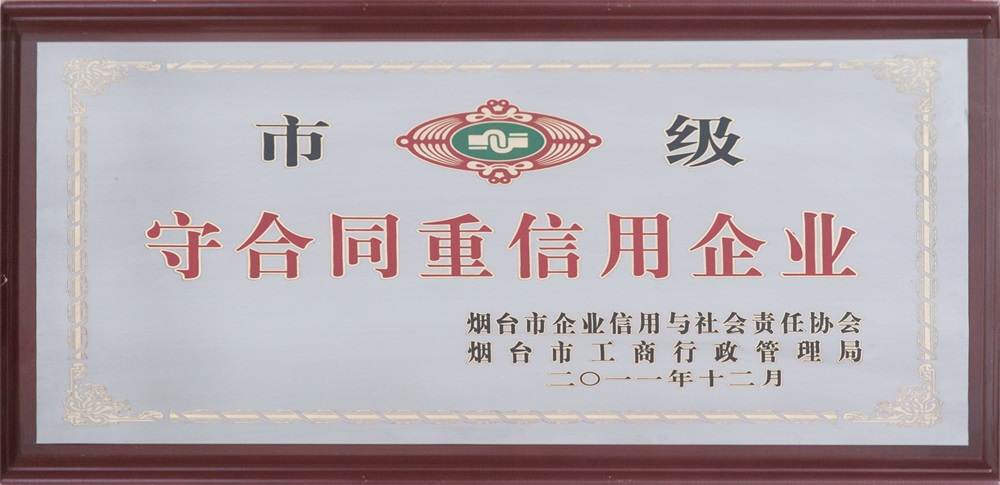 市 级
守合同重信用企业
烟台市企业信用与社会责任协会
烟台市工商行政管理局
二〇一一年十二月